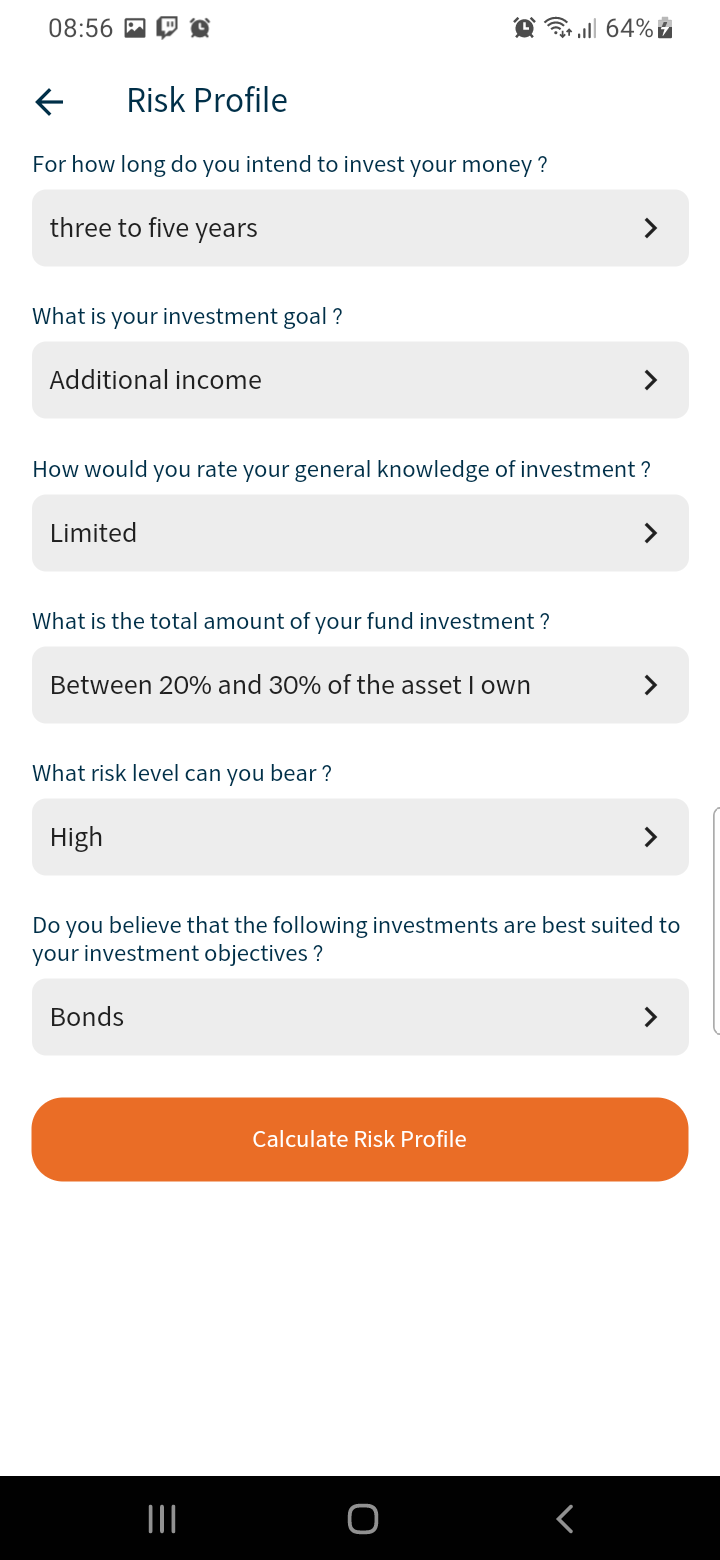 08:56
64%
Risk Profile
For how long do you intend to invest your money ?
three to five years
What is your investment goal ?
Additional income
How would you rate your general knowledge of investment ?
Limited
What is the total amount of your fund investment ?
Between 20% and 30% of the asset I own
What risk level can you bear ?
High
Do you believe that the following investments are best suited to
your investment objectives ?
Bonds
Calculate Risk Profile